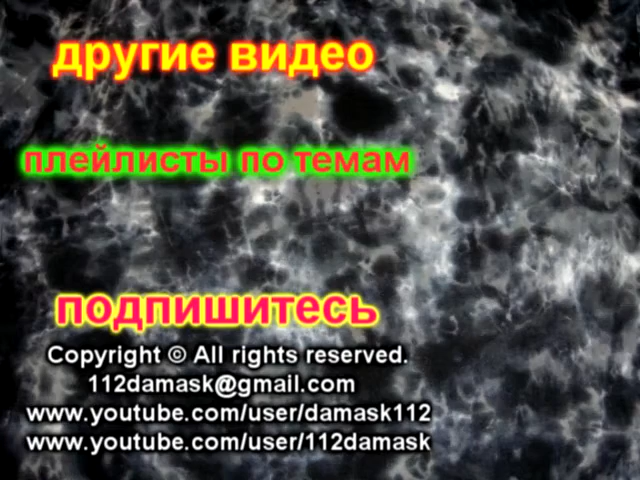 другие видео
плейлисты по темам
подпишитесь
Copyright © All rights reserved.
112damask@gmail.com
www.youtube.com/user/damask112
www.youtube.com/user/112damask